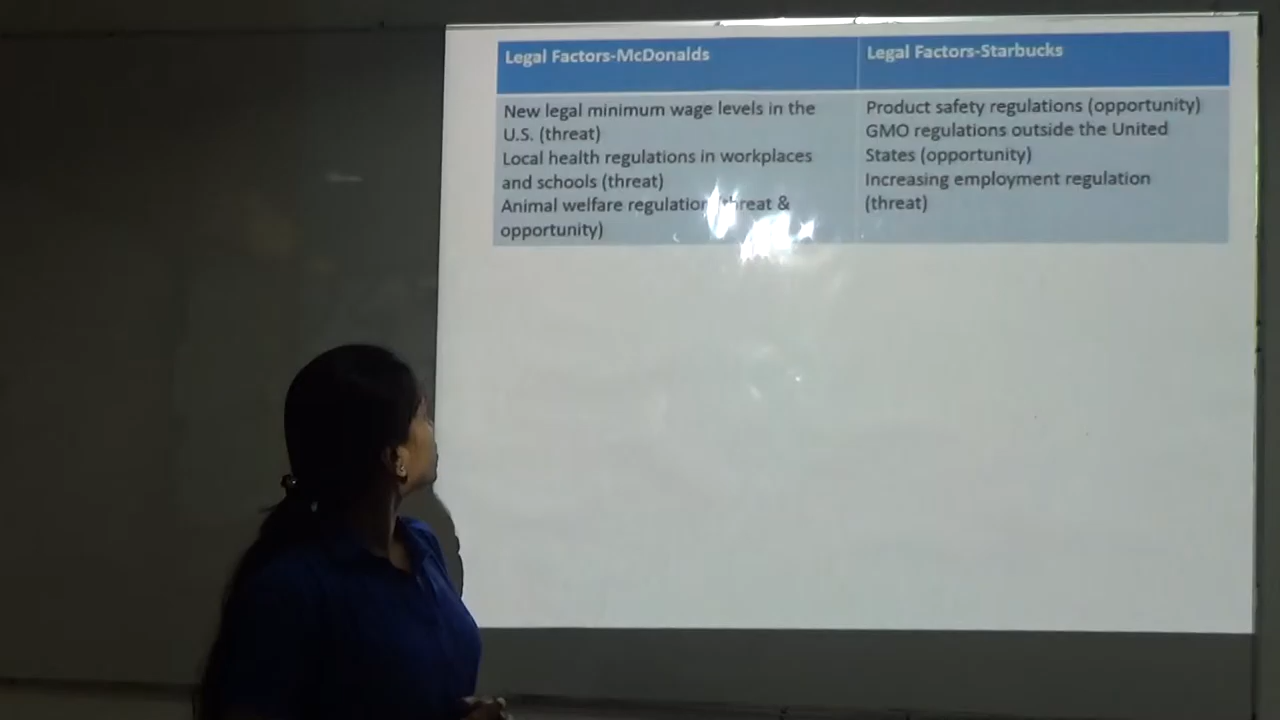 Legal Factors-McDonalds
New legal minimum wage levels in the
U.S. (threat)
Local health regulations in workplaces
and schools (threat)
Animal welfare regulation (threat &
opportunity)
Legal Factors-Starbucks
Product safety regulations (opportunity)
GMO regulations outside the United
States (opportunity)
Increasing employment regulation
(threat)